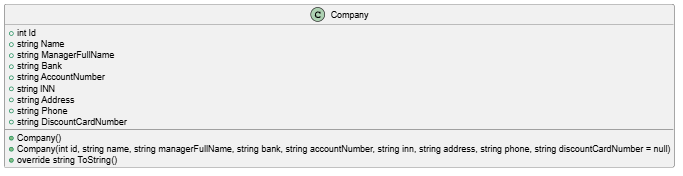 C Company
int Id
string Name
string ManagerFullName
string Bank
string AccountNumber
string INN
string Address
string Phone
string DiscountCardNumber
Company()
Company(int id, string name, string managerFullName, string bank, string accountNumber, string inn, string address, string phone, string discountCardNumber = null)
override string ToString()